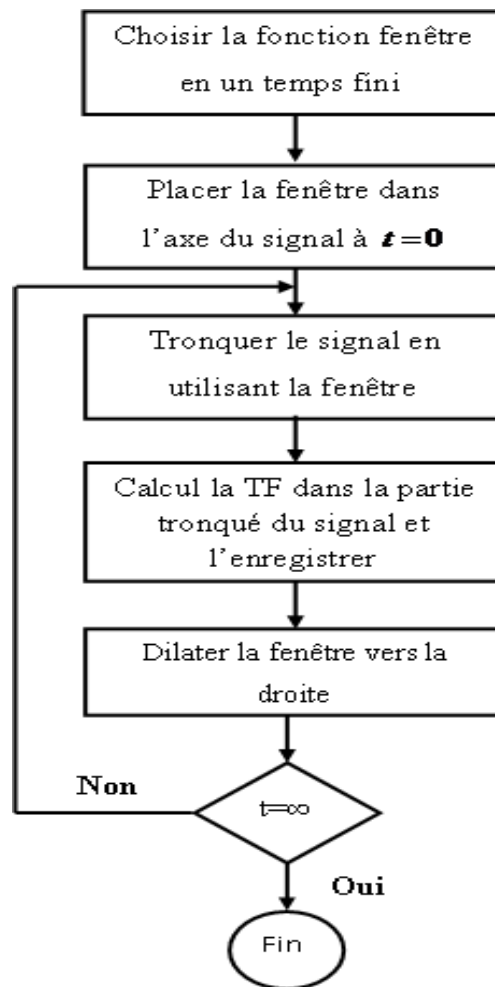 Choisir la fonction fenêtre
en un temps fini
Placer la fenêtre dans
l'axe du signal à t=0
Tronquer le signal en
utilisant la fenêtre
Calcul la TF dans la partie
tronqué du signal et
l'enregistrer
Dilater la fenêtre vers la
droite
Non
t=∞
Oui
Fin